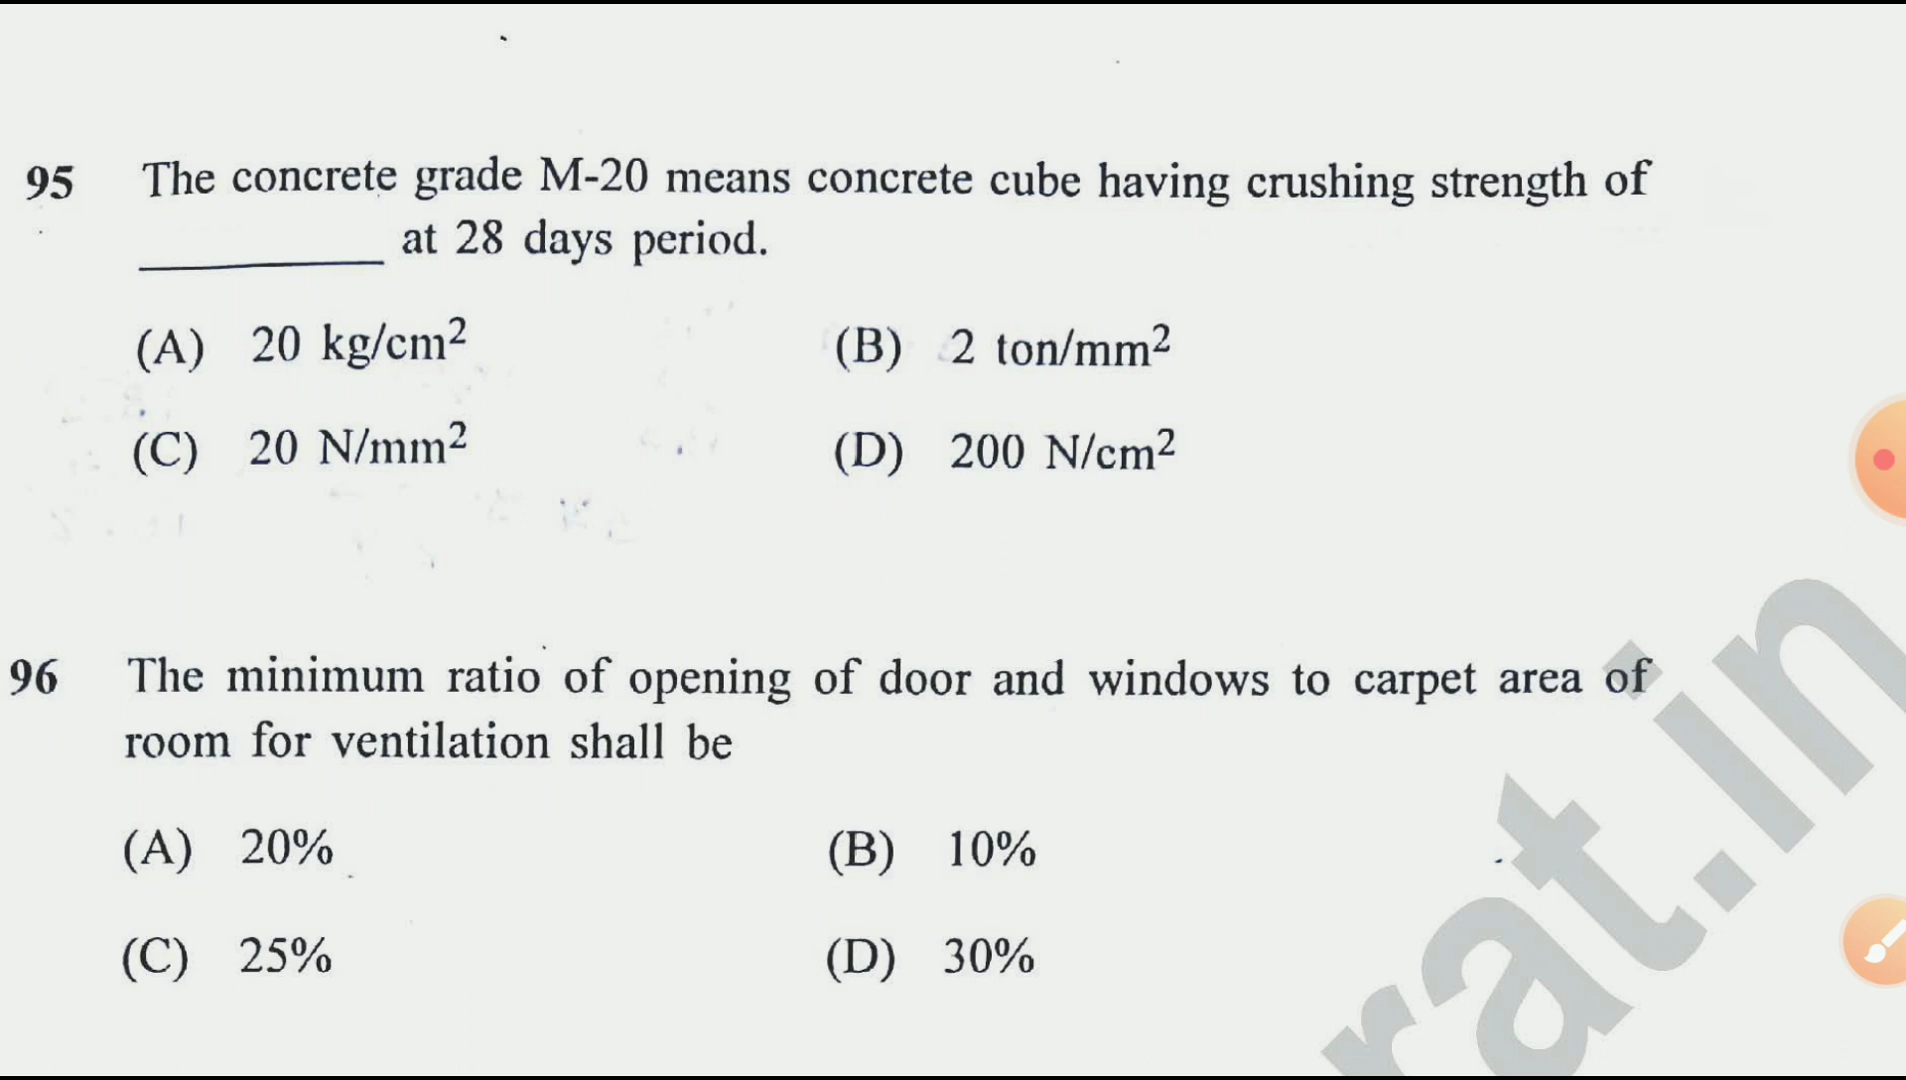 95 The concrete grade M-20 means concrete cube having crushing strength of
__________ at 28 days period.
(A) 20 kg/cm² (B) 2 ton/mm²
(C) 20 N/mm² (D) 200 N/cm²
96 The minimum ratio of opening of door and windows to carpet area of
room for ventilation shall be
(A) 20% (B) 10%
(C) 25% (D) 30%
rat.in